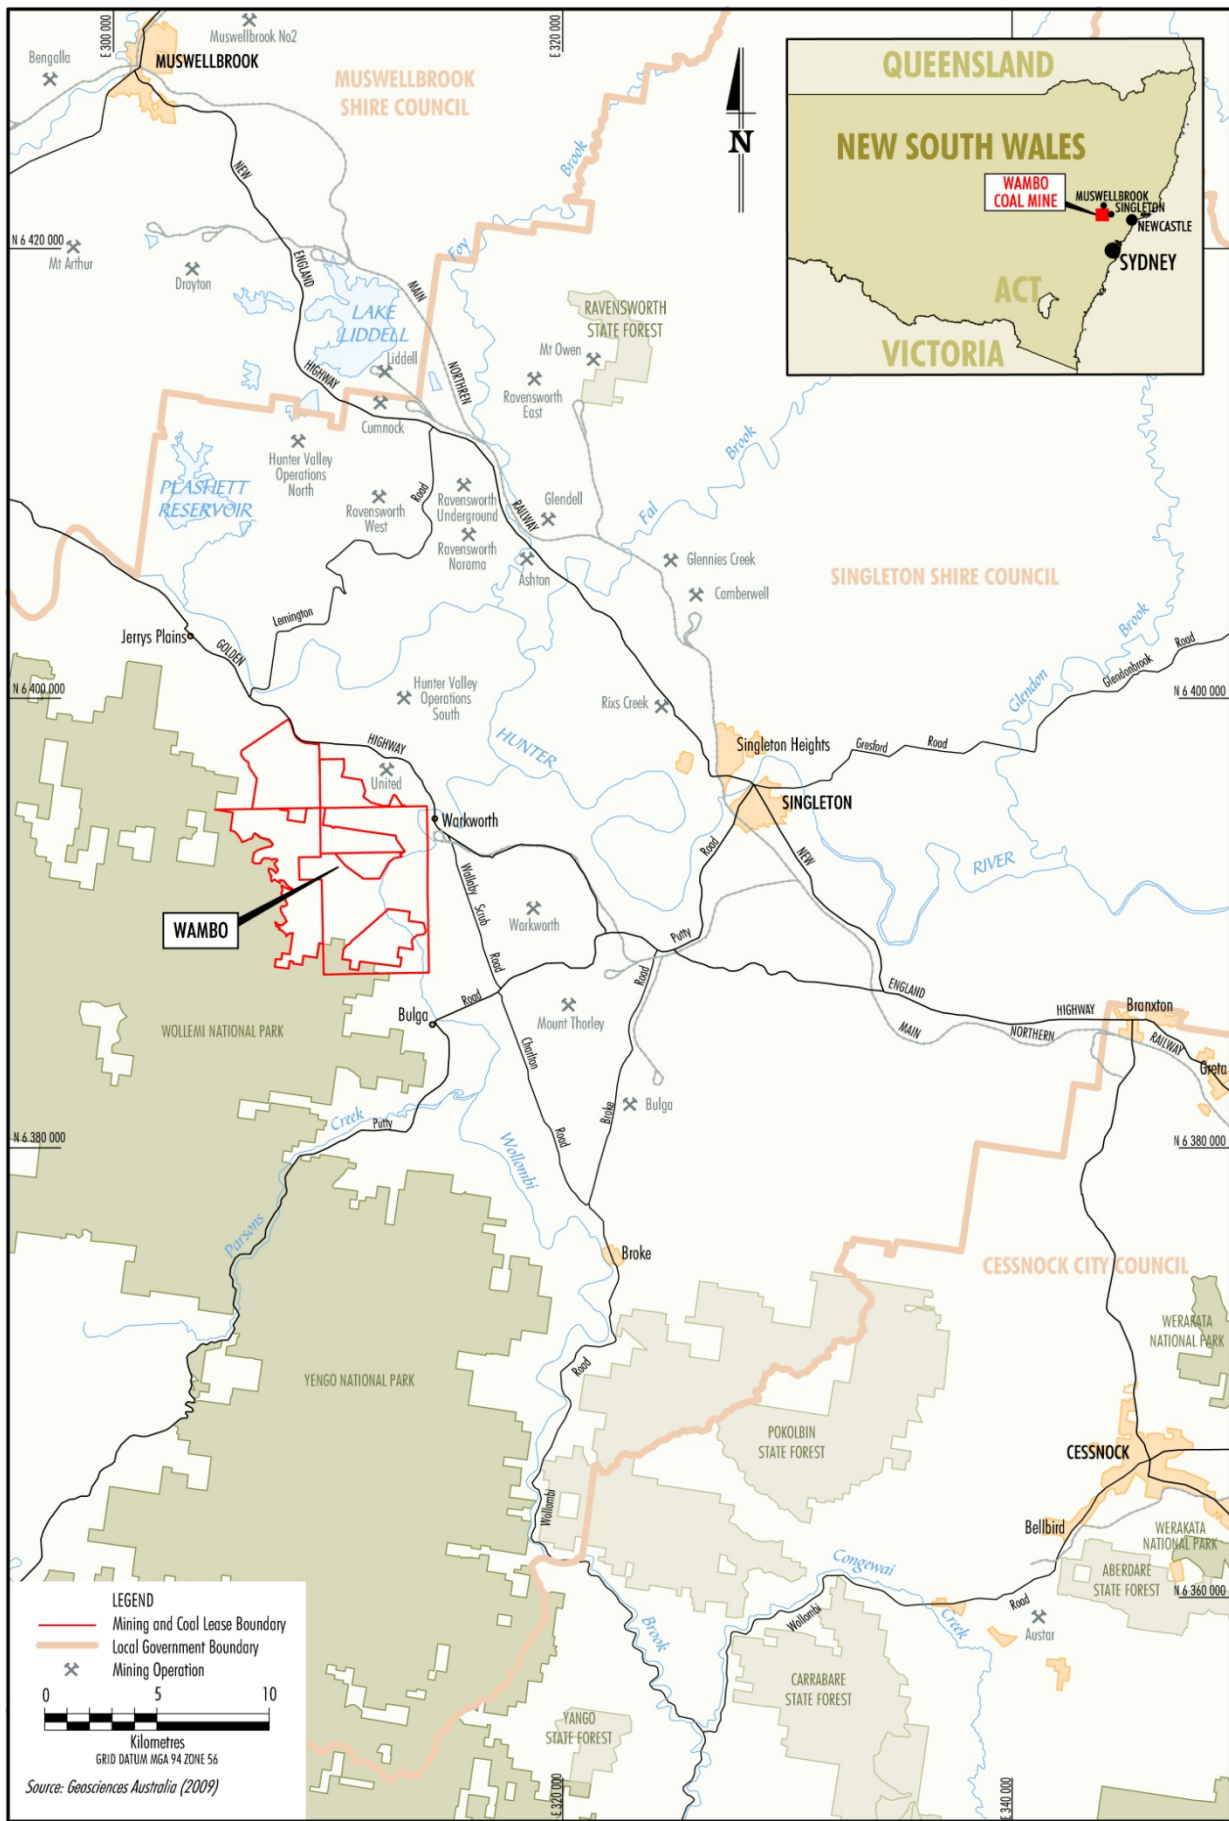 E 300 000
E 320 000
Muswellbrook No2
Bengalla
MUSWELLBROOK
MUSWELLBROOK
SHIRE COUNCIL
N
QUEENSLAND
NEW SOUTH WALES
WAMBO
COAL MINE
MUSWELLBROOK
SINGLETON
NEWCASTLE
SYDNEY
ACT
VICTORIA
NEW
Brook
Foy
N 6 420 000
Mt Arthur
Drayton
ENGLAND
MAIN
LAKE
LIDDELL
RAVENSWORTH
STATE FOREST
Liddell
HIGHWAY
NORTHREN
Mt Owen
Ravensworth
East
Cumnock
Hunter Valley
Operations
North
Brook
PLASHETT
RESERVOIR
Road
Ravensworth
West
Ravensworth
Underground
RAILWAY
Glendell
Fal
Ravensworth
Narama
Ashton
Glennies Creek
Camberwell
SINGLETON SHIRE COUNCIL
Lemington
Jerrys Plains
GOLDEN
Brook
Glendonbrook
Road
N 6 400 000
Hunter Valley
Operations
South
Rixs Creek
Glendon
N 6 400 000
HIGHWAY
HUNTER
Singleton Heights
Gresford
Road
United
SINGLETON
Warkworth
Road
NEW
RIVER
Wallaby
Scrub
Road
WAMBO
Warkworth
Putty
Road
Road
ENGLAND
HIGHWAY
Branxton
Bulga
Mount Thorley
MAIN
NORTHERN
RAILWAY
Greta
WOLLEMI NATIONAL PARK
Charlton
Road
Broke
Bulga
Creek
Putty
N 6 380 000
N 6 380 000
Wollombi
Parsons
Broke
CESSNOCK CITY COUNCIL
WERAKATA
NATIONAL PARK
Road
YENGO NATIONAL PARK
POKOLBIN
STATE FOREST
CESSNOCK
Wollombi
Bellbird
WERAKATA
NATIONAL PARK
Congewai
ABERDARE
STATE FOREST
N 6 360 000
Creek
Road
Wollombi
Austar
Brook
CARRABARE
STATE FOREST
YANGO
STATE FOREST
LEGEND
Mining and Coal Lease Boundary
Local Government Boundary
Mining Operation
0 5 10
Kilometres
GRID DATUM MGA 94 ZONE 56
Source: Geosciences Australia (2009)
E 320 000
E 340 000